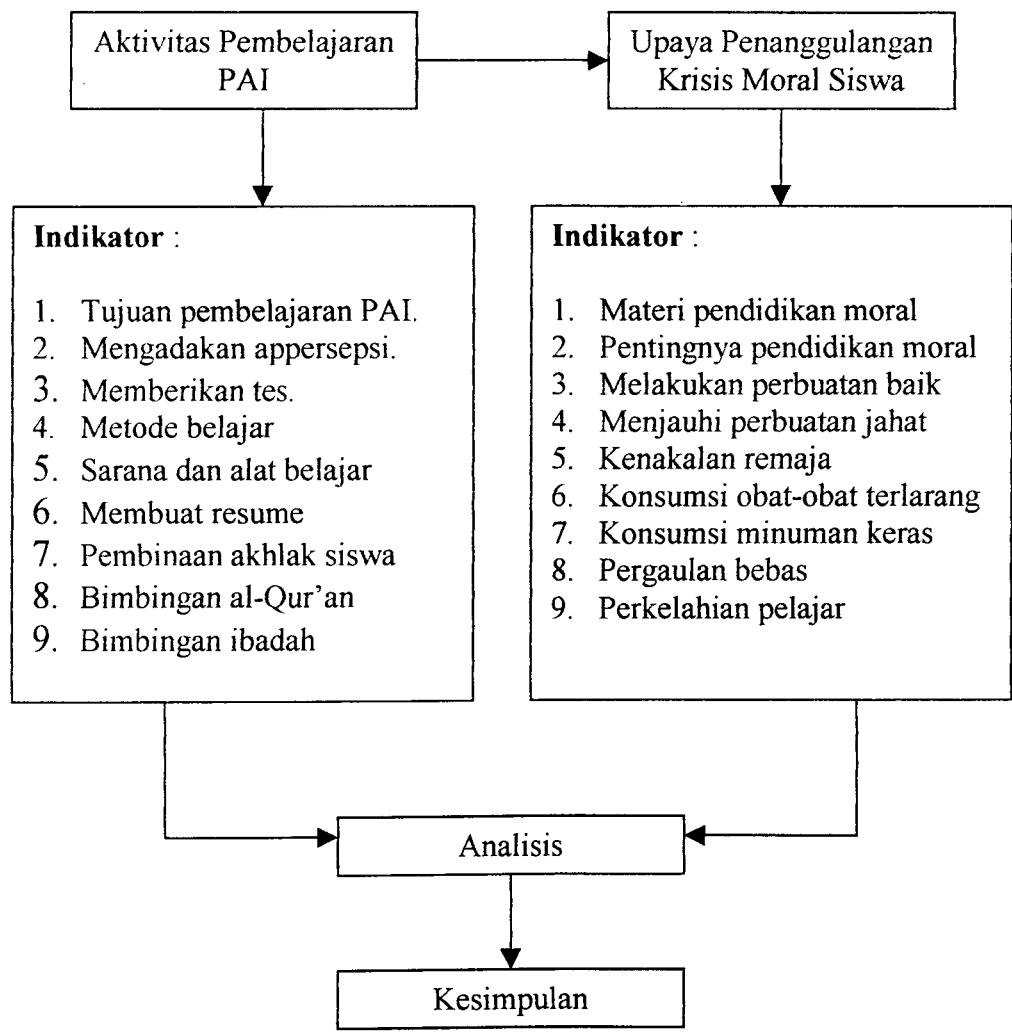 Aktivitas Pembelajaran
PAI
Upaya Penanggulangan
Krisis Moral Siswa
Indikator :
1. Tujuan pembelajaran PAI.
2. Mengadakan appersepsi.
3. Memberikan tes.
4. Metode belajar
5. Sarana dan alat belajar
6. Membuat resume
7. Pembinaan akhlak siswa
8. Bimbingan al-Qur'an
9. Bimbingan ibadah
Indikator :
1. Materi pendidikan moral
2. Pentingnya pendidikan moral
3. Melakukan perbuatan baik
4. Menjauhi perbuatan jahat
5. Kenakalan remaja
6. Konsumsi obat-obat terlarang
7. Konsumsi minuman keras
8. Pergaulan bebas
9. Perkelahian pelajar
Analisis
Kesimpulan